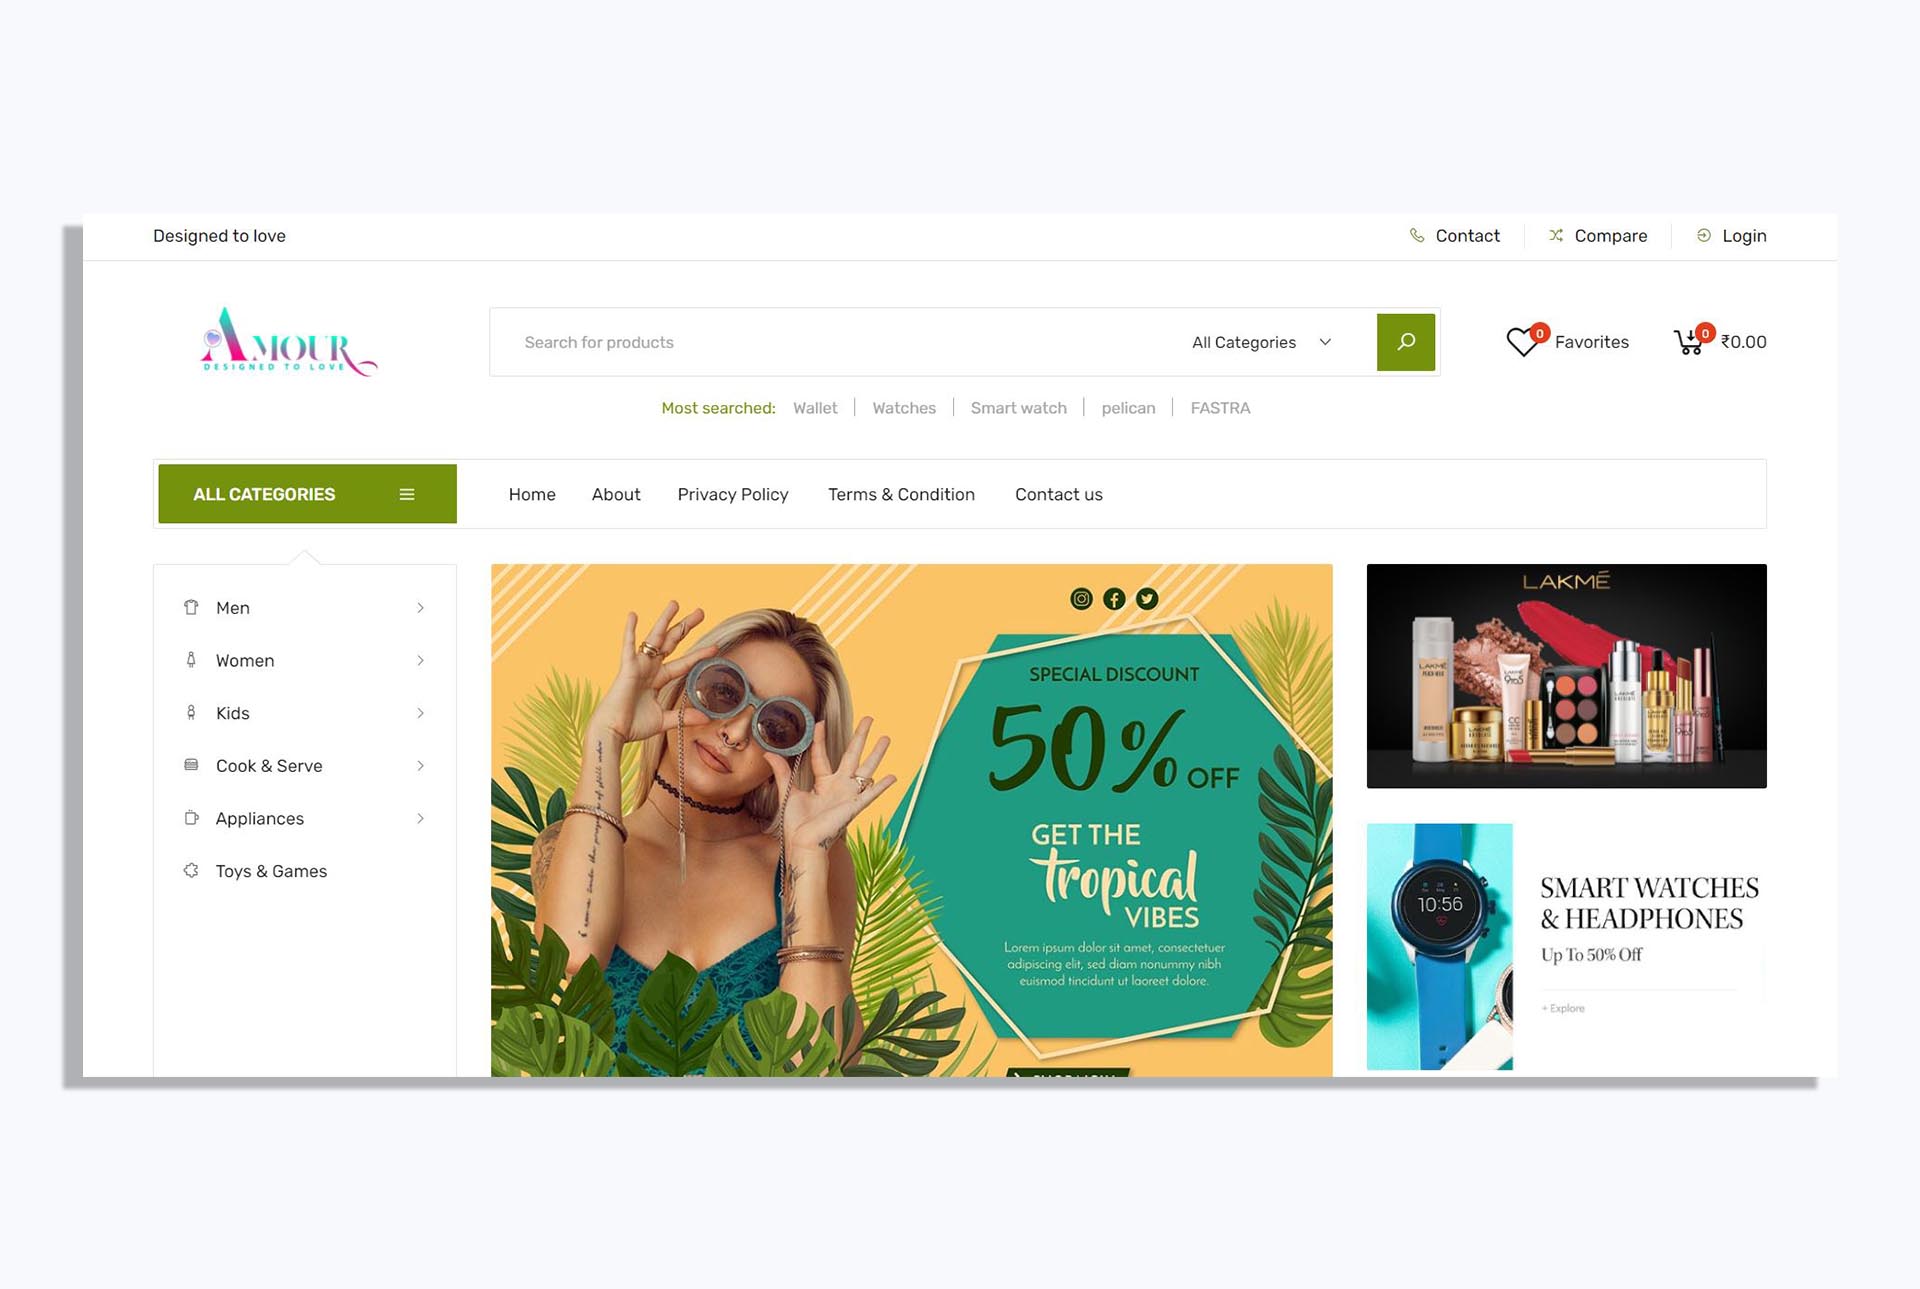 Designed to love
Contact
Compare
Login
AMOUR
DESIGNED TO LOVE
Search for products
All Categories
0
Favorites
0
₹0.00
Most searched:
Wallet
Watches
Smart watch
pelican
FASTRA
ALL CATEGORIES
Home
About
Privacy Policy
Terms & Condition
Contact us
Men
Women
Kids
Cook & Serve
Appliances
Toys & Games
SPECIAL DISCOUNT
50% OFF
GET THE
tropical
VIBES
Lorem ipsum dolor sit amet, consectetuer
adipiscing elit, sed diam nonummy nibh
euismod tincidunt ut laoreet dolore.
LAKMÉ
LAKMÉ
9to5
CC
10:56
SMART WATCHES
& HEADPHONES
Up To 50% Off
+ Explore